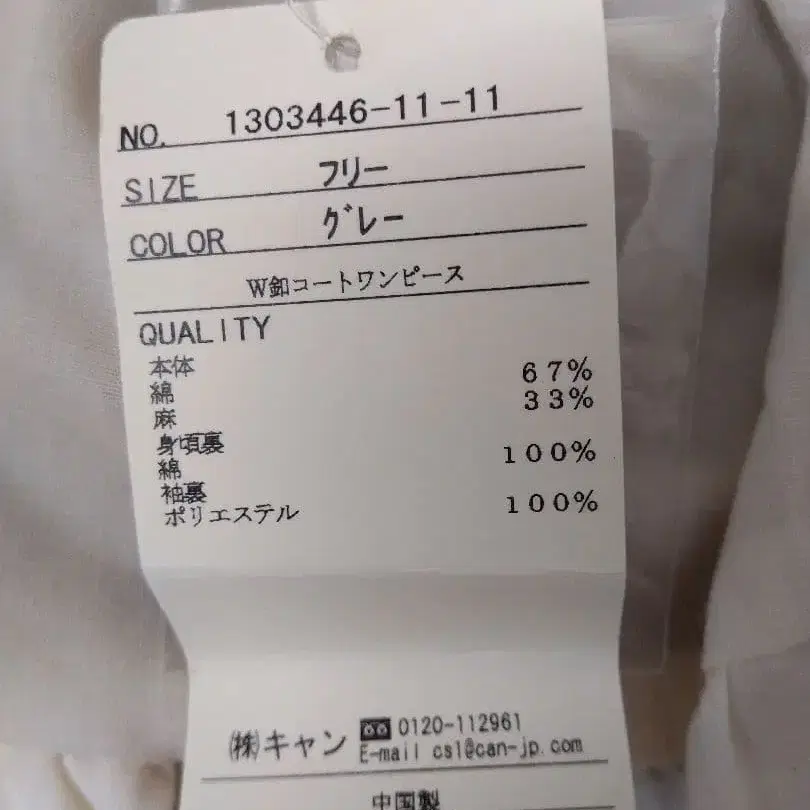 NO. 1303446-11-11
SIZE フリー
COLOR グレー
W釦コートワンピース
QUALITY
本体
綿 67%
麻 33%
身頃裏
綿 100%
袖裏
ポリエステル 100%
㈱キャン 0120-112961
E-mail cs1@can-jp.com
中国製